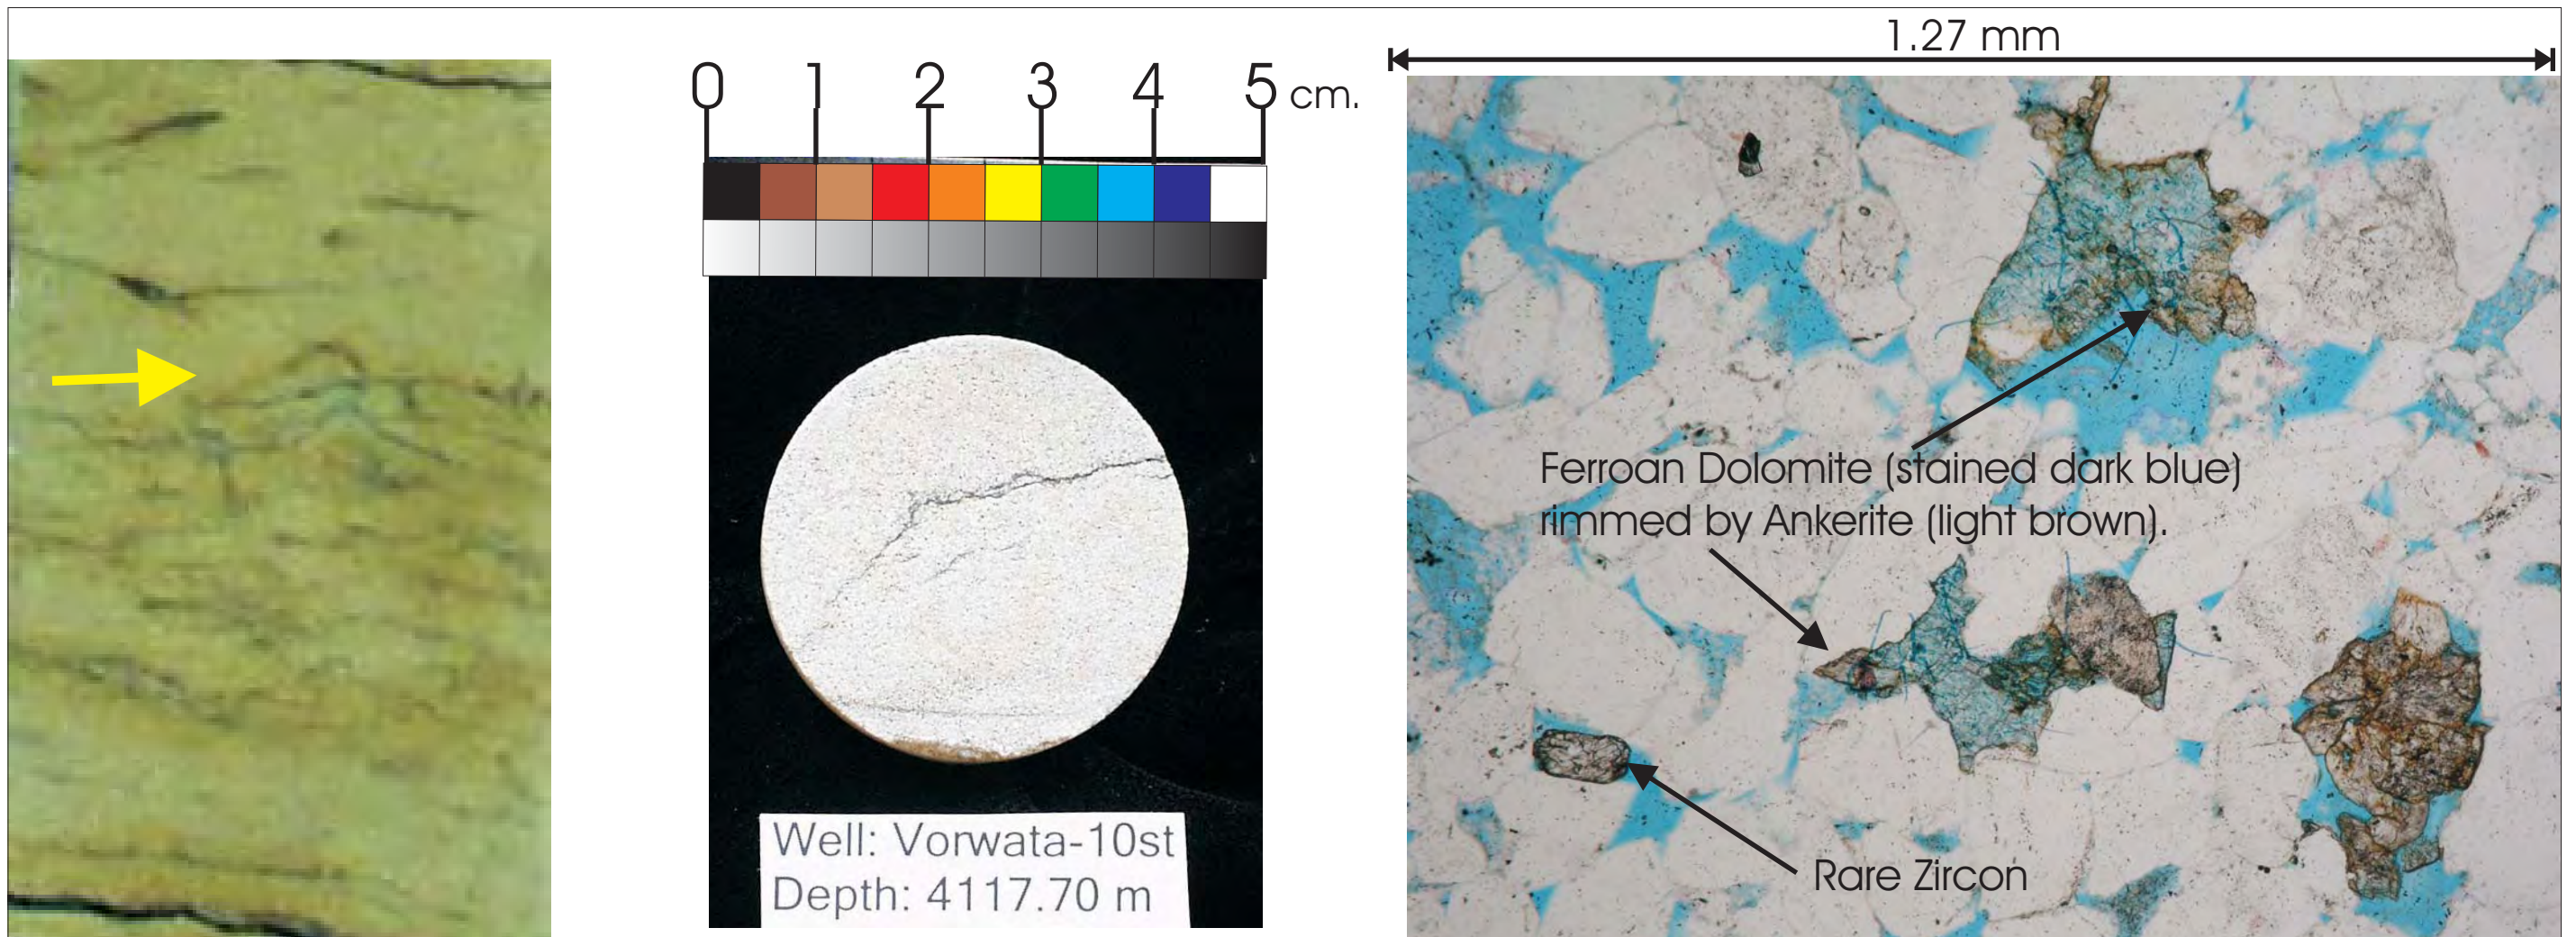 0 1 2 3 4 5 cm.
Well: Vorwata-10st
Depth: 4117.70 m
1.27 mm
Ferroan Dolomite (stained dark blue)
rimmed by Ankerite (light brown).
Rare Zircon